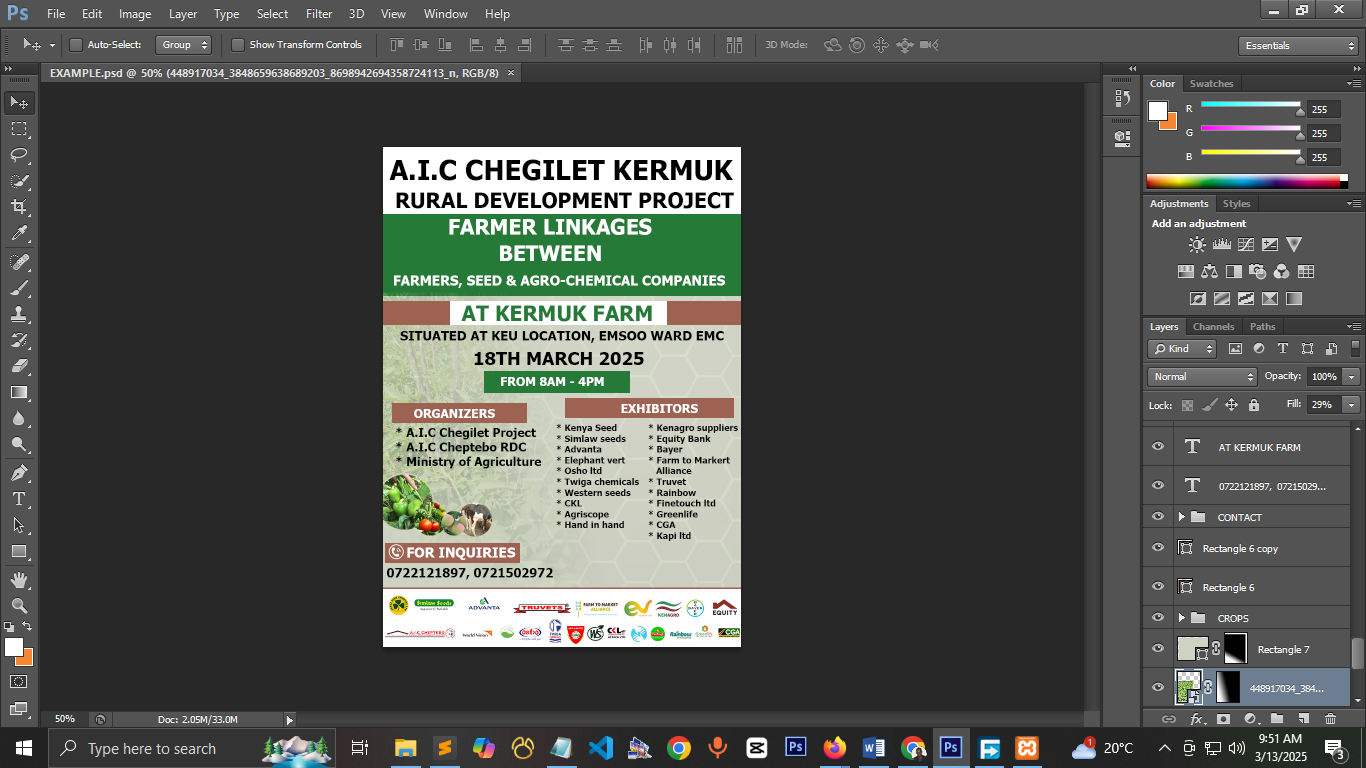 Ps File Edit Image Layer Type Select Filter 3D View Window Help
Auto-Select: Group Show Transform Controls 3D Mode: Essentials
EXAMPLE.psd @ 50% (448917034_3848659638689203_8698942694358724113_n, RGB/8) ×
A.I.C CHEGILET KERMUK
RURAL DEVELOPMENT PROJECT
FARMER LINKAGES
BETWEEN
FARMERS, SEED & AGRO-CHEMICAL COMPANIES
AT KERMUK FARM
SITUATED AT KEU LOCATION, EMSOO WARD EMC
18TH MARCH 2025
FROM 8AM - 4PM
ORGANIZERS
* A.I.C Chegilet Project
* A.I.C Cheptebo RDC
* Ministry of Agriculture
EXHIBITORS
* Kenya Seed
* Simlaw seeds
* Advanta
* Elephant vert
* Osho ltd
* Twiga chemicals
* Western seeds
* CKL
* Agriscope
* Hand in hand
* Kenagro suppliers
* Equity Bank
* Bayer
* Farm to Markert
Alliance
* Truvet
* Rainbow
* Finetouch ltd
* Greenlife
* CGA
* Kapi ltd
FOR INQUIRIES
0722121897, 0721502972
Simlaw Seeds
ADVANTA
TRUVETS
FARM TO MARKET
ALLIANCE
ev
KENAGRO
BAYER
EQUITY
A.I.C CHEPTEBO
World Vision
osho
TWIGA
WS
CKL
Rainbow
Greenlife
CGA
Color Swatches
R 255
G 255
B 255
Adjustments Styles
Add an adjustment
Layers Channels Paths
Kind
Normal Opacity: 100%
Lock: Fill: 29%
T AT KERMUK FARM
T 0722121897, 07215029...
CONTACT
Rectangle 6 copy
Rectangle 6
CROPS
Rectangle 7
448917034_384...
fx
50% Doc: 2.05M/33.0M
Type here to search
Ps
Ps
1
20°C
9:51 AM
3/13/2025
3